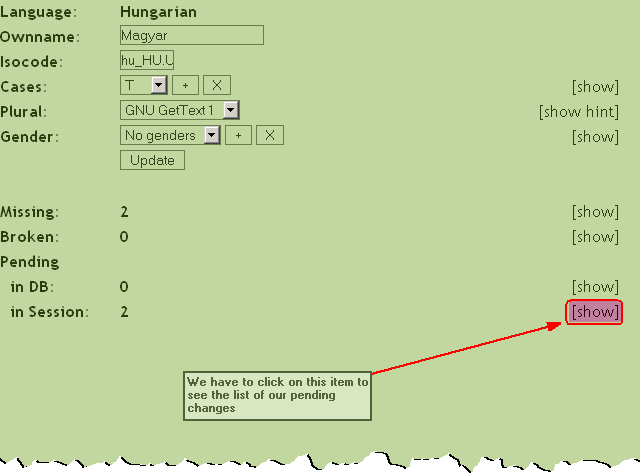 Language: Hungarian
Ownname: Magyar
Isocode: hu_HU.U
Cases: T + X [show]
Plural: GNU GetText 1 [show hint]
Gender: No genders + X [show]
Update
Missing: 2 [show]
Broken: 0 [show]
Pending
in DB: 0 [show]
in Session: 2 [show]
We have to click on this item to
see the list of our pending
changes